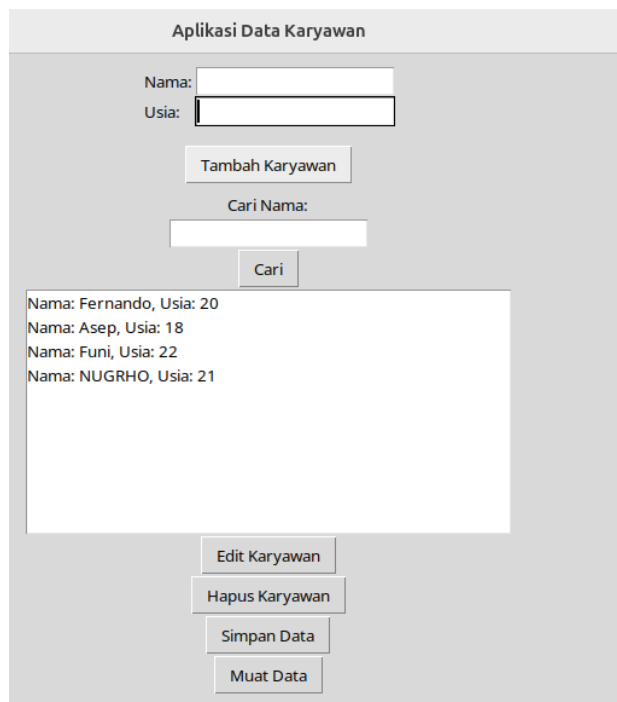 Aplikasi Data Karyawan
Nama:
Usia:
Tambah Karyawan
Cari Nama:
Cari
Nama: Fernando, Usia: 20
Nama: Asep, Usia: 18
Nama: Funi, Usia: 22
Nama: NUGRHO, Usia: 21
Edit Karyawan
Hapus Karyawan
Simpan Data
Muat Data